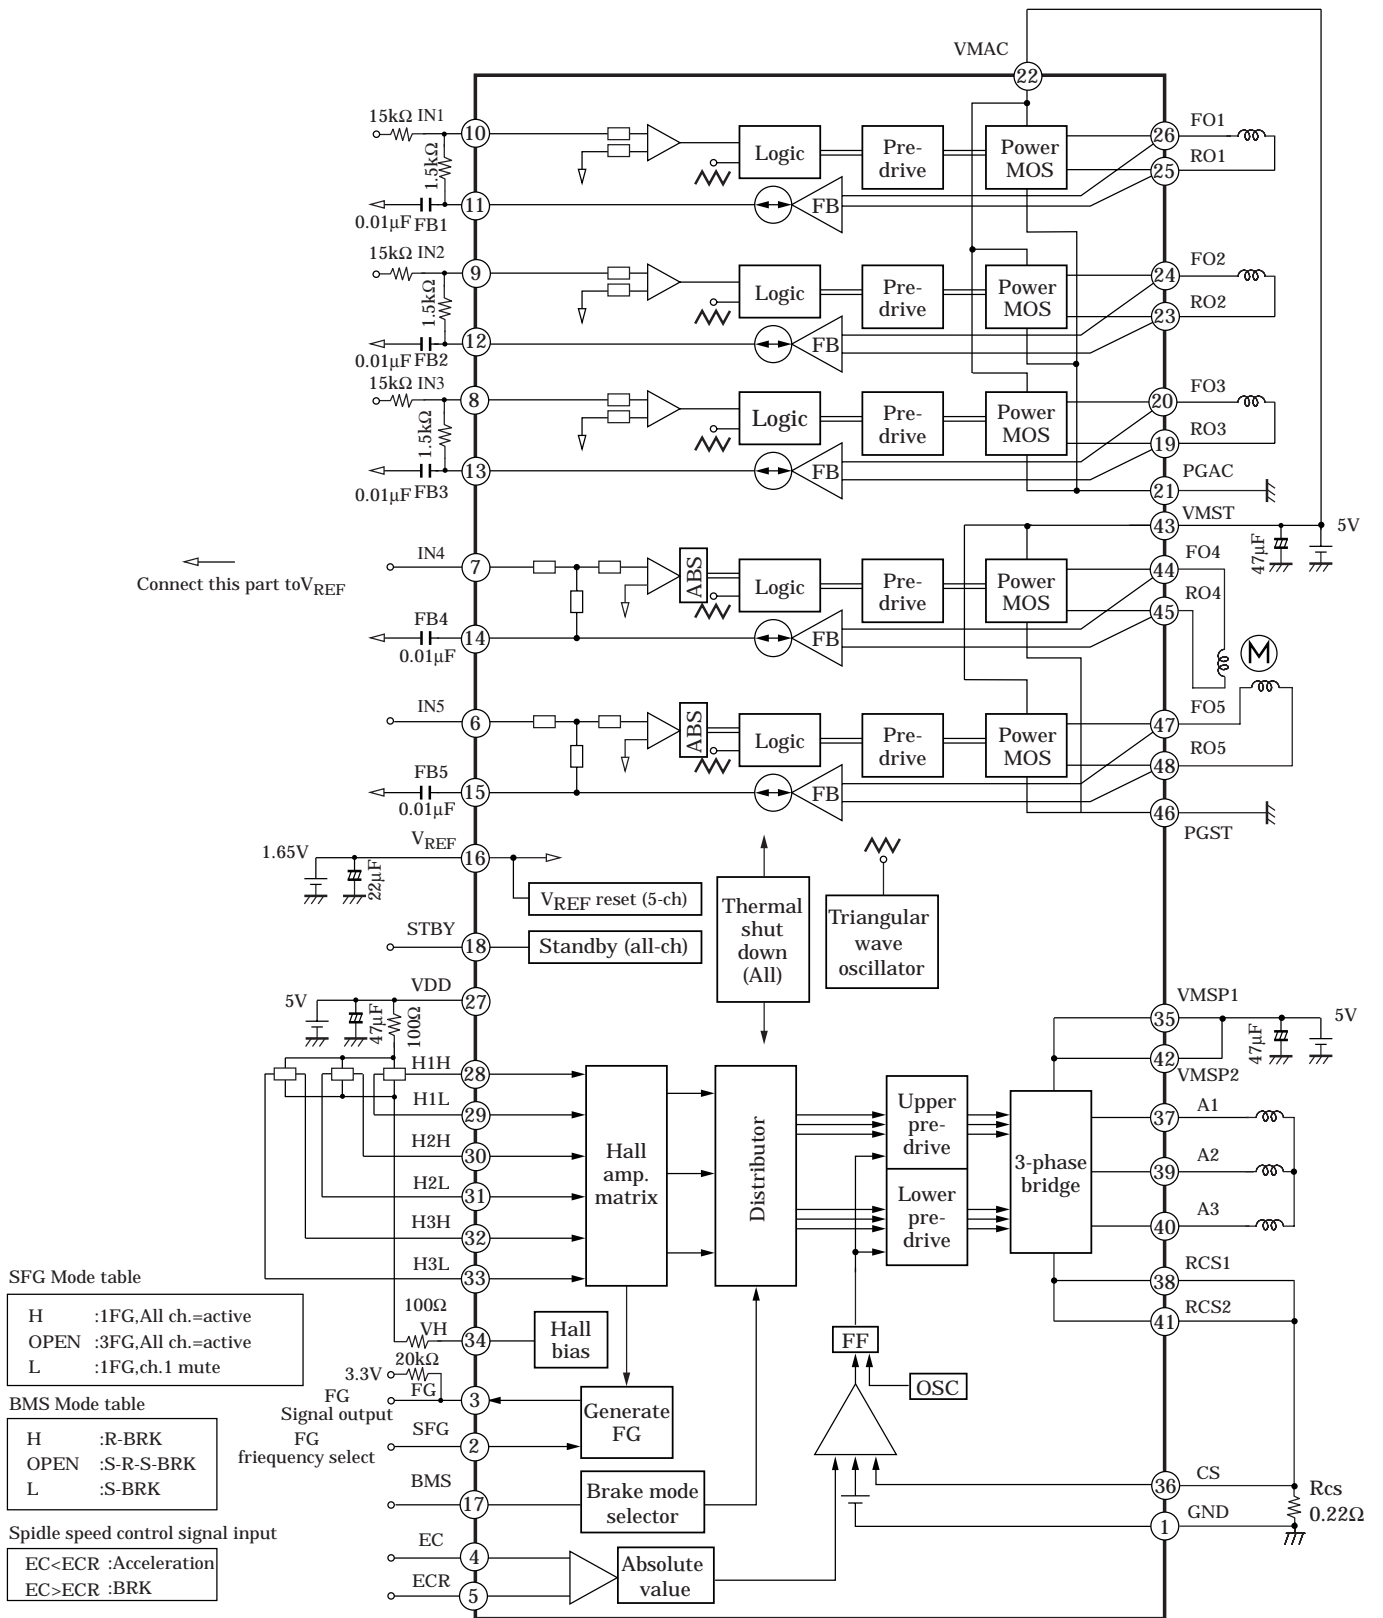 VMAC
22
15kΩ IN1
10
1.5kΩ
11
0.01μF FB1
Logic
Pre-
drive
Power
MOS
FB
26
FO1
25
RO1
15kΩ IN2
9
1.5kΩ
12
0.01μF FB2
Logic
Pre-
drive
Power
MOS
FB
24
FO2
23
RO2
15kΩ IN3
8
1.5kΩ
13
0.01μF FB3
Logic
Pre-
drive
Power
MOS
FB
20
FO3
19
RO3
PGAC
21
VMST
43
5V
47μF
Connect this part toVREF
IN4
7
ABS
Logic
Pre-
drive
Power
MOS
FB
FO4
44
RO4
45
FB4
14
0.01μF
M
IN5
6
ABS
Logic
Pre-
drive
Power
MOS
FB
FO5
47
RO5
48
FB5
15
0.01μF
46
PGST
VREF
1.65V
16
22μF
VREF reset (5-ch)
STBY
18
Standby (all-ch)
Thermal
shut
down
(All)
Triangular
wave
oscillator
VDD
5V
27
47μF
100Ω
VMSP1
35
5V
47μF
42
VMSP2
H1H
28
H1L
29
H2H
30
H2L
31
H3H
32
H3L
33
Hall
amp.
matrix
Distributor
Upper
pre-
drive
Lower
pre-
drive
3-phase
bridge
37
A1
39
A2
40
A3
RCS1
38
RCS2
41
100Ω
VH
34
Hall
bias
20kΩ
3.3V
FG
3
FG
Signal output
SFG
2
FG
friequency select
Generate
FG
FF
OSC
BMS
17
Brake mode
selector
EC
4
ECR
5
Absolute
value
36
CS
1
GND
Rcs
0.22Ω
SFG Mode table
H :1FG,All ch.=active
OPEN :3FG,All ch.=active
L :1FG,ch.1 mute
BMS Mode table
H :R-BRK
OPEN :S-R-S-BRK
L :S-BRK
Spidle speed control signal input
EC<ECR :Acceleration
EC>ECR :BRK